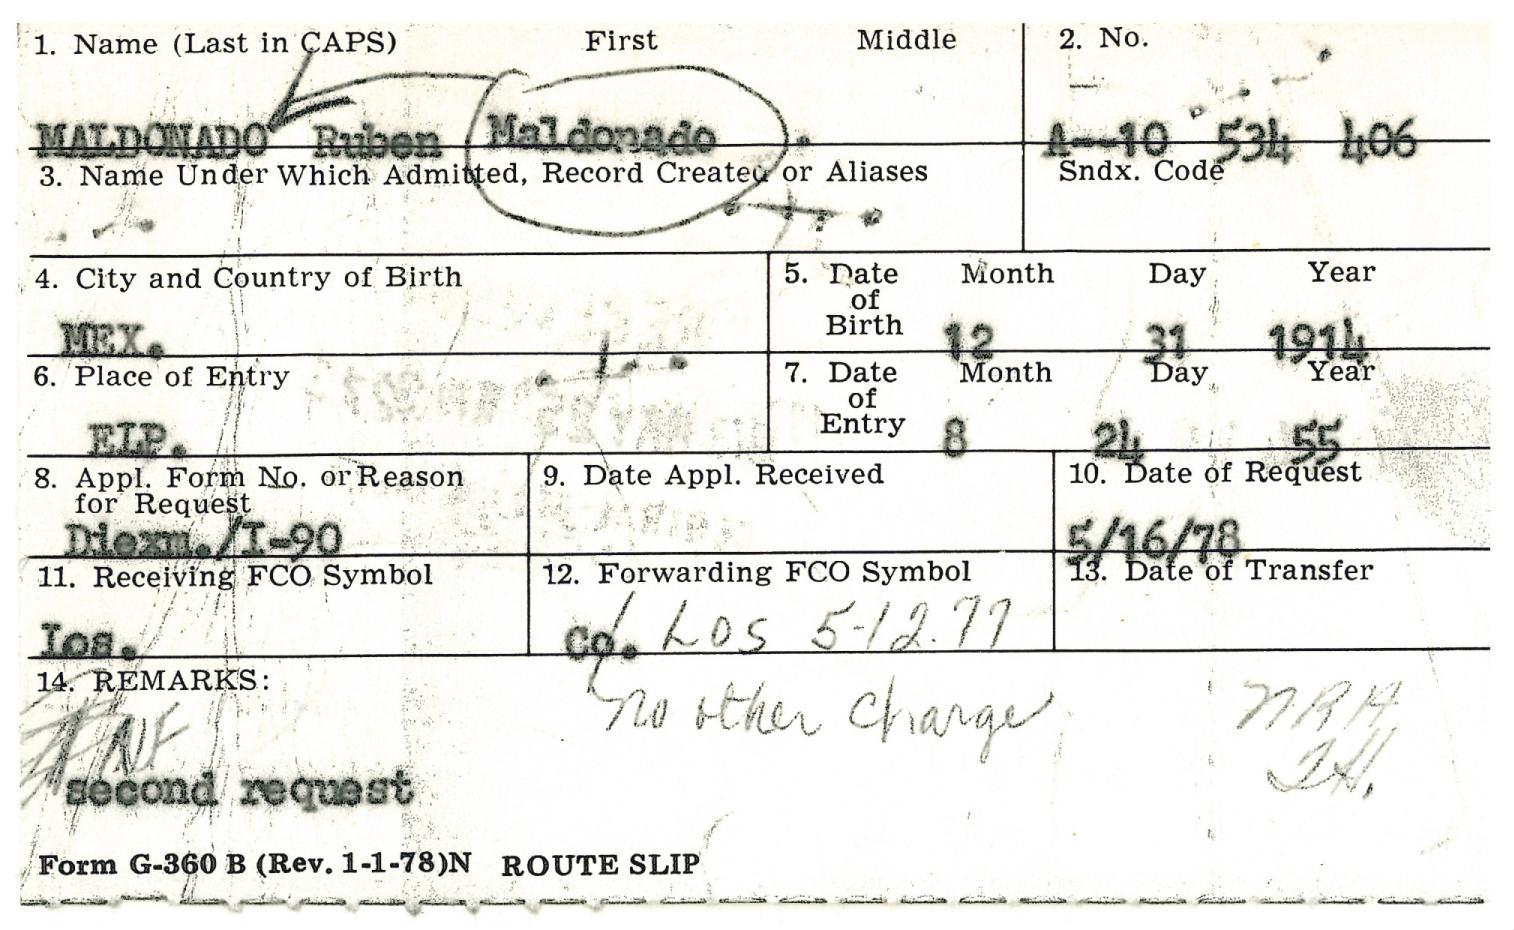 1. Name (Last in CAPS) First Middle 2. No.
MALDONADO Ruben Maldonado A--10 534 406
3. Name Under Which Admitted, Record Created or Aliases Sndx. Code
4. City and Country of Birth 5. Date of Birth Month Day Year
MEX. 12 31 1914
6. Place of Entry 7. Date of Entry Month Day Year
ELP. 8 24 55
8. Appl. Form No. or Reason for Request 9. Date Appl. Received 10. Date of Request
Diexm./I-90 5/16/78
11. Receiving FCO Symbol 12. Forwarding FCO Symbol 13. Date of Transfer
Los. Co. LOS 5-12.77
14. REMARKS: no other charge
NF
second request
Form G-360 B (Rev. 1-1-78)N ROUTE SLIP